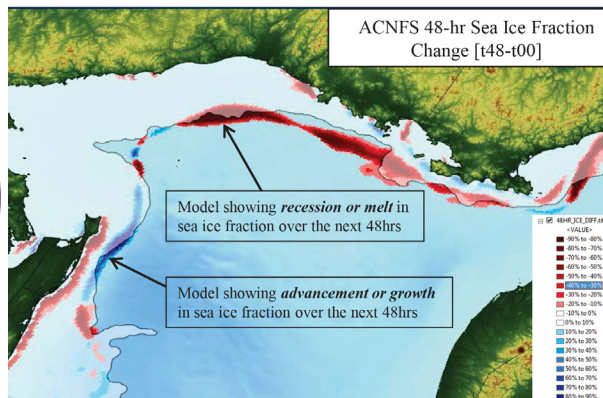 ACNFS 48-hr Sea Ice Fraction
Change [t48-t00]
Model showing recession or melt in
sea ice fraction over the next 48hrs
Model showing advancement or growth
in sea ice fraction over the next 48hrs
48HR_ICE_DIFF.tif
<VALUE>
-90% to -80%
-80% to -70%
-70% to -60%
-60% to -50%
-50% to -40%
-40% to -30%
-30% to -20%
-20% to -10%
-10% to 0%
0% to 10%
10% to 20%
20% to 30%
30% to 40%
40% to 50%
50% to 60%
60% to 70%
70% to 80%
80% to 90%